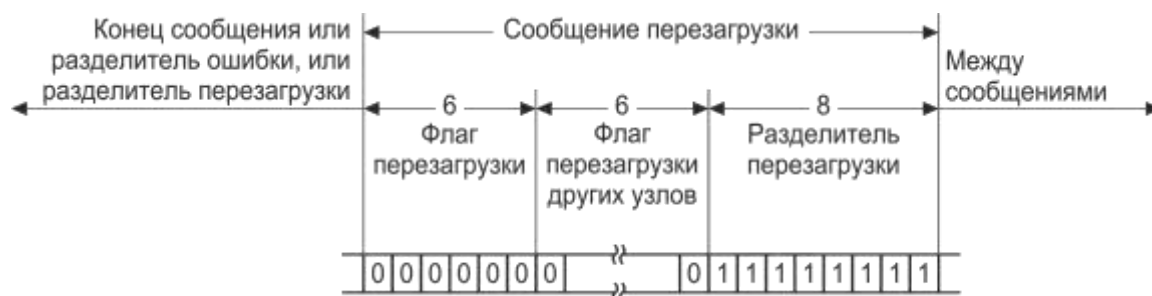 Конец сообщения или
разделитель ошибки, или
разделитель перезагрузки
Сообщение перезагрузки
Между
сообщениями
6
Флаг
перезагрузки
6
Флаг
перезагрузки
других узлов
8
Разделитель
перезагрузки
0 0 0 0 0 0 0 0 1 1 1 1 1 1 1 1